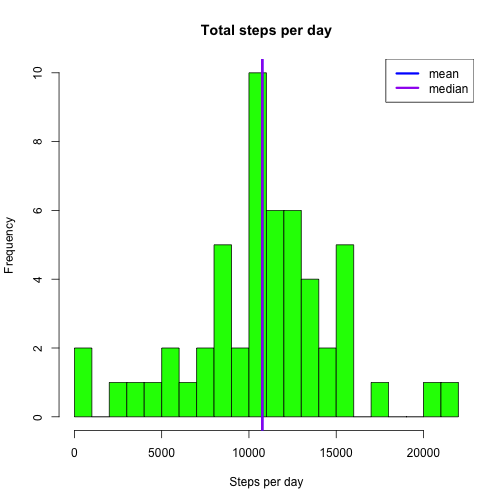 Total steps per day
mean
median
Frequency
0
2
4
6
8
10
0
5000
10000
15000
20000
Steps per day